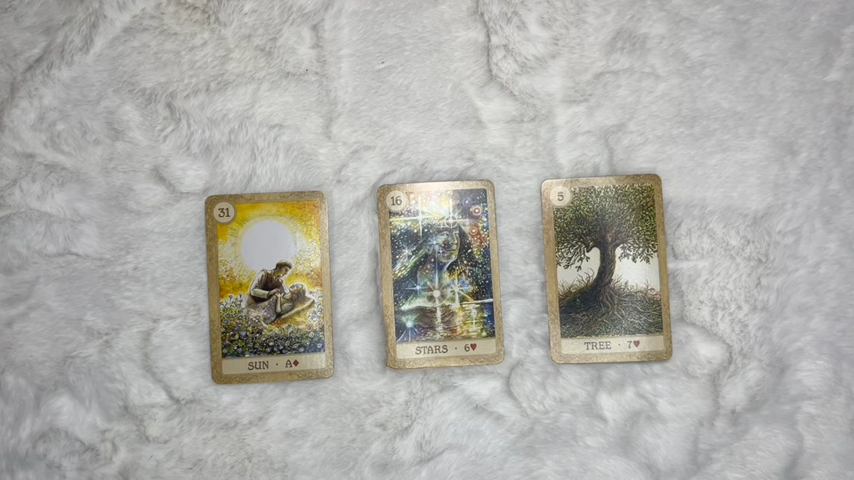 31
SUN · A♦
16
STARS · 6♥
5
TREE · 7♥